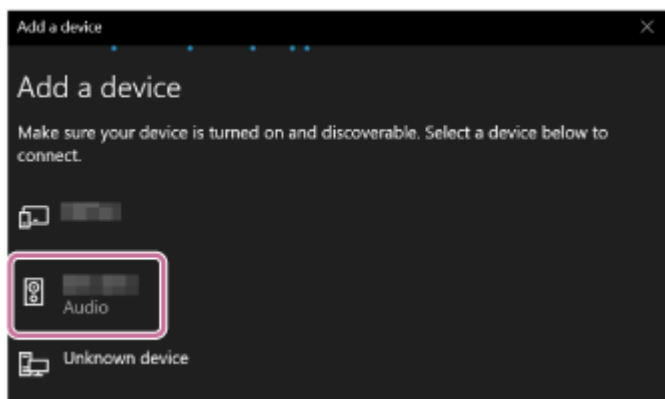 Add a device
Add a device
Make sure your device is turned on and discoverable. Select a device below to
connect.
Audio
Unknown device